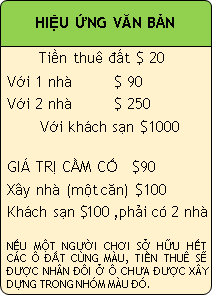 HIỆU ỨNG VĂN BẢN
Tiền thuê đất $ 20
Với 1 nhà $ 90
Với 2 nhà $ 250
Với khách sạn $1000
GIÁ TRỊ CẦM CỐ $90
Xây nhà (một căn) $100
Khách sạn $100 ,phải có 2 nhà
NẾU MỘT NGƯỜI CHƠI SỞ HỮU HẾT
CÁC Ô ĐẤT CÙNG MÀU, TIỀN THUÊ SẼ
ĐƯỢC NHÂN ĐÔI Ở Ô CHƯA ĐƯỢC XÂY
DỰNG TRONG NHÓM MÀU ĐÓ.